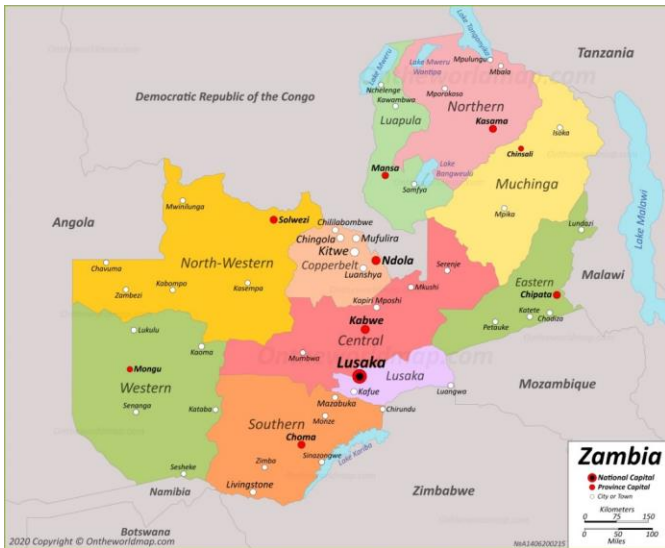 Tanzania
Lake Tanganyika
Mpulungu
Mbala
Lake Mweru
Lake Mweru
Wantipa
Nchelenge
Kawambwa
Mporokoso
Northern
Kasama
Luapula
Democratic Republic of the Congo
Isoka
Chinsali
Mansa
Lake
Bangweulu
Samfya
Muchinga
Mpika
Lundazi
Lake Malawi
Malawi
Angola
Mwinilunga
Solwezi
Chililabombwe
Chingola
Mufulira
Kitwe
Copperbelt
Ndola
Luanshya
North-Western
Chavuma
Zambezi
Kabompo
Kasempa
Serenje
Mkushi
Kapiri Mposhi
Eastern
Chipata
Katete
Chadiza
Petauke
Kabwe
Central
Mumbwa
Lukulu
Kaoma
Mongu
Western
Senanga
Kataba
Sesheke
Lusaka
Lusaka
Kafue
Luangwa
Mozambique
Mazabuka
Chirundu
Southern
Monze
Choma
Zimba
Sinazongwe
Lake Kariba
Livingstone
Namibia
Zimbabwe
Botswana
Zambia
National Capital
Province Capital
City or Town
Kilometers
0 75 150
0 50 95
Miles
2020 Copyright © Ontheworldmap.com